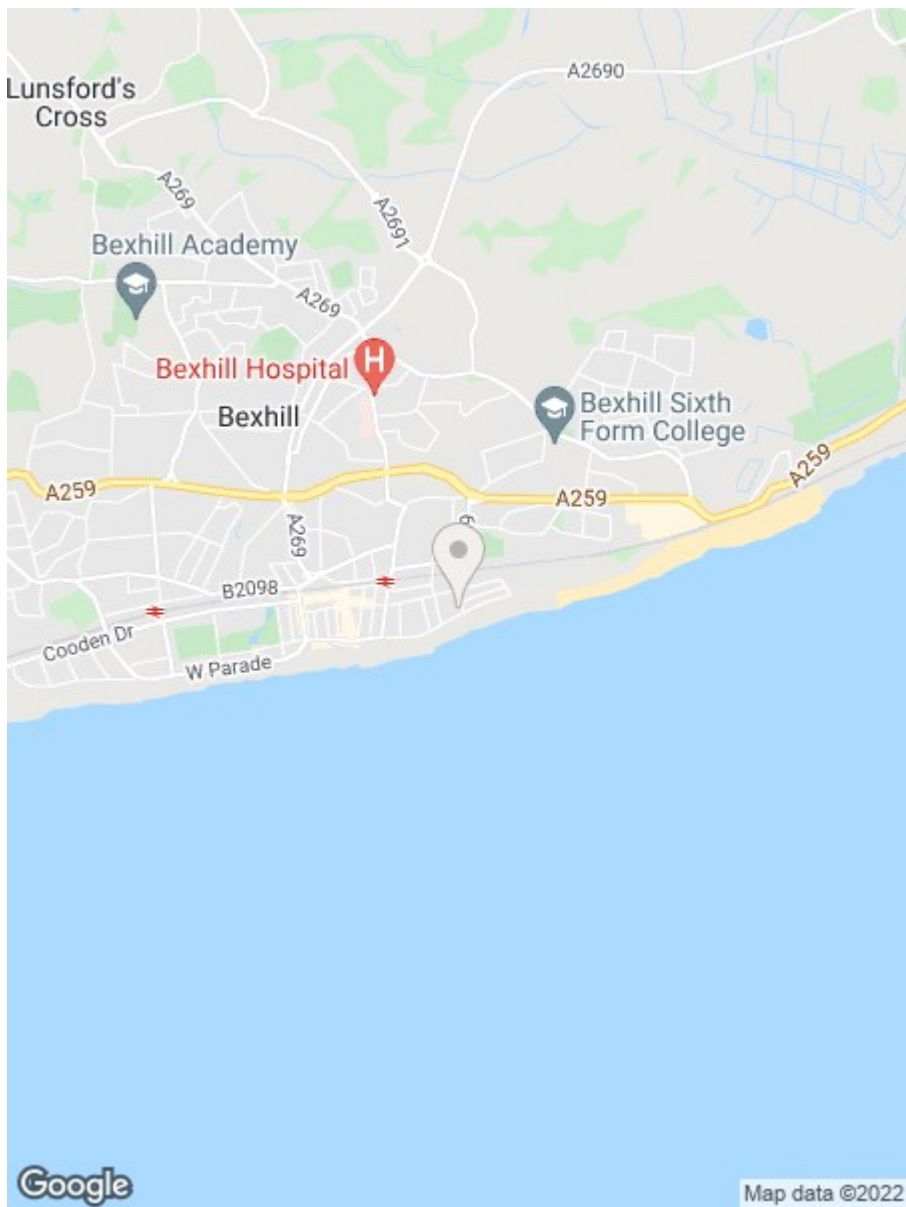 A2690
Lunsford's
Cross
A269
A2691
Bexhill Academy
A269
Bexhill Hospital
H
Bexhill
Bexhill Sixth
Form College
A259
A259
A259
A269
9
B2098
Cooden Dr
W Parade
Google
Map data ©2022